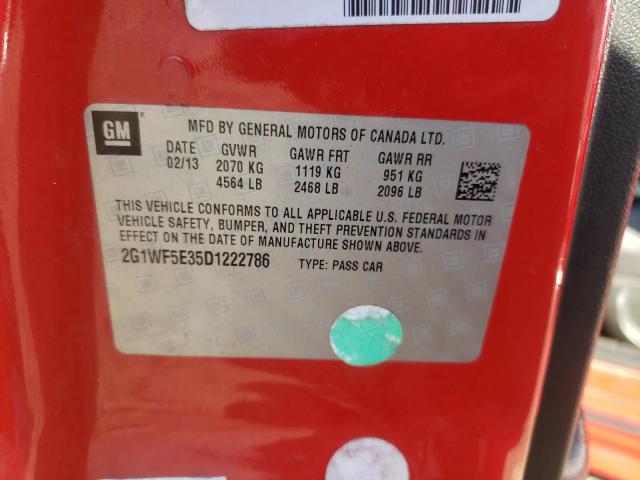 GM
MFD BY GENERAL MOTORS OF CANADA LTD.
DATE GVWR GAWR FRT GAWR RR
02/13 2070 KG 1119 KG 951 KG
4564 LB 2468 LB 2096 LB
THIS VEHICLE CONFORMS TO ALL APPLICABLE U.S. FEDERAL MOTOR
VEHICLE SAFETY, BUMPER, AND THEFT PREVENTION STANDARDS IN
EFFECT ON THE DATE OF MANUFACTURE SHOWN ABOVE.
2G1WF5E35D1222786 TYPE: PASS CAR